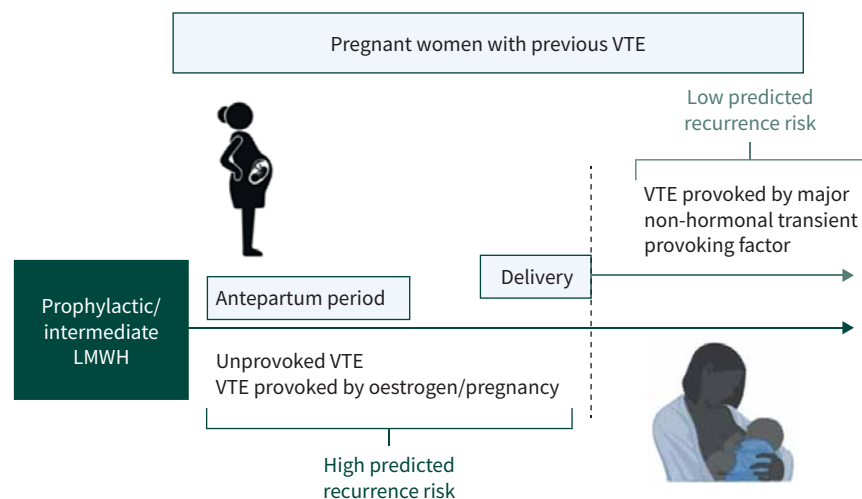 Pregnant women with previous VTE
Low predicted
recurrence risk
VTE provoked by major
non-hormonal transient
provoking factor
Delivery
Prophylactic/
intermediate
LMWH
Antepartum period
Unprovoked VTE
VTE provoked by oestrogen/pregnancy
High predicted
recurrence risk